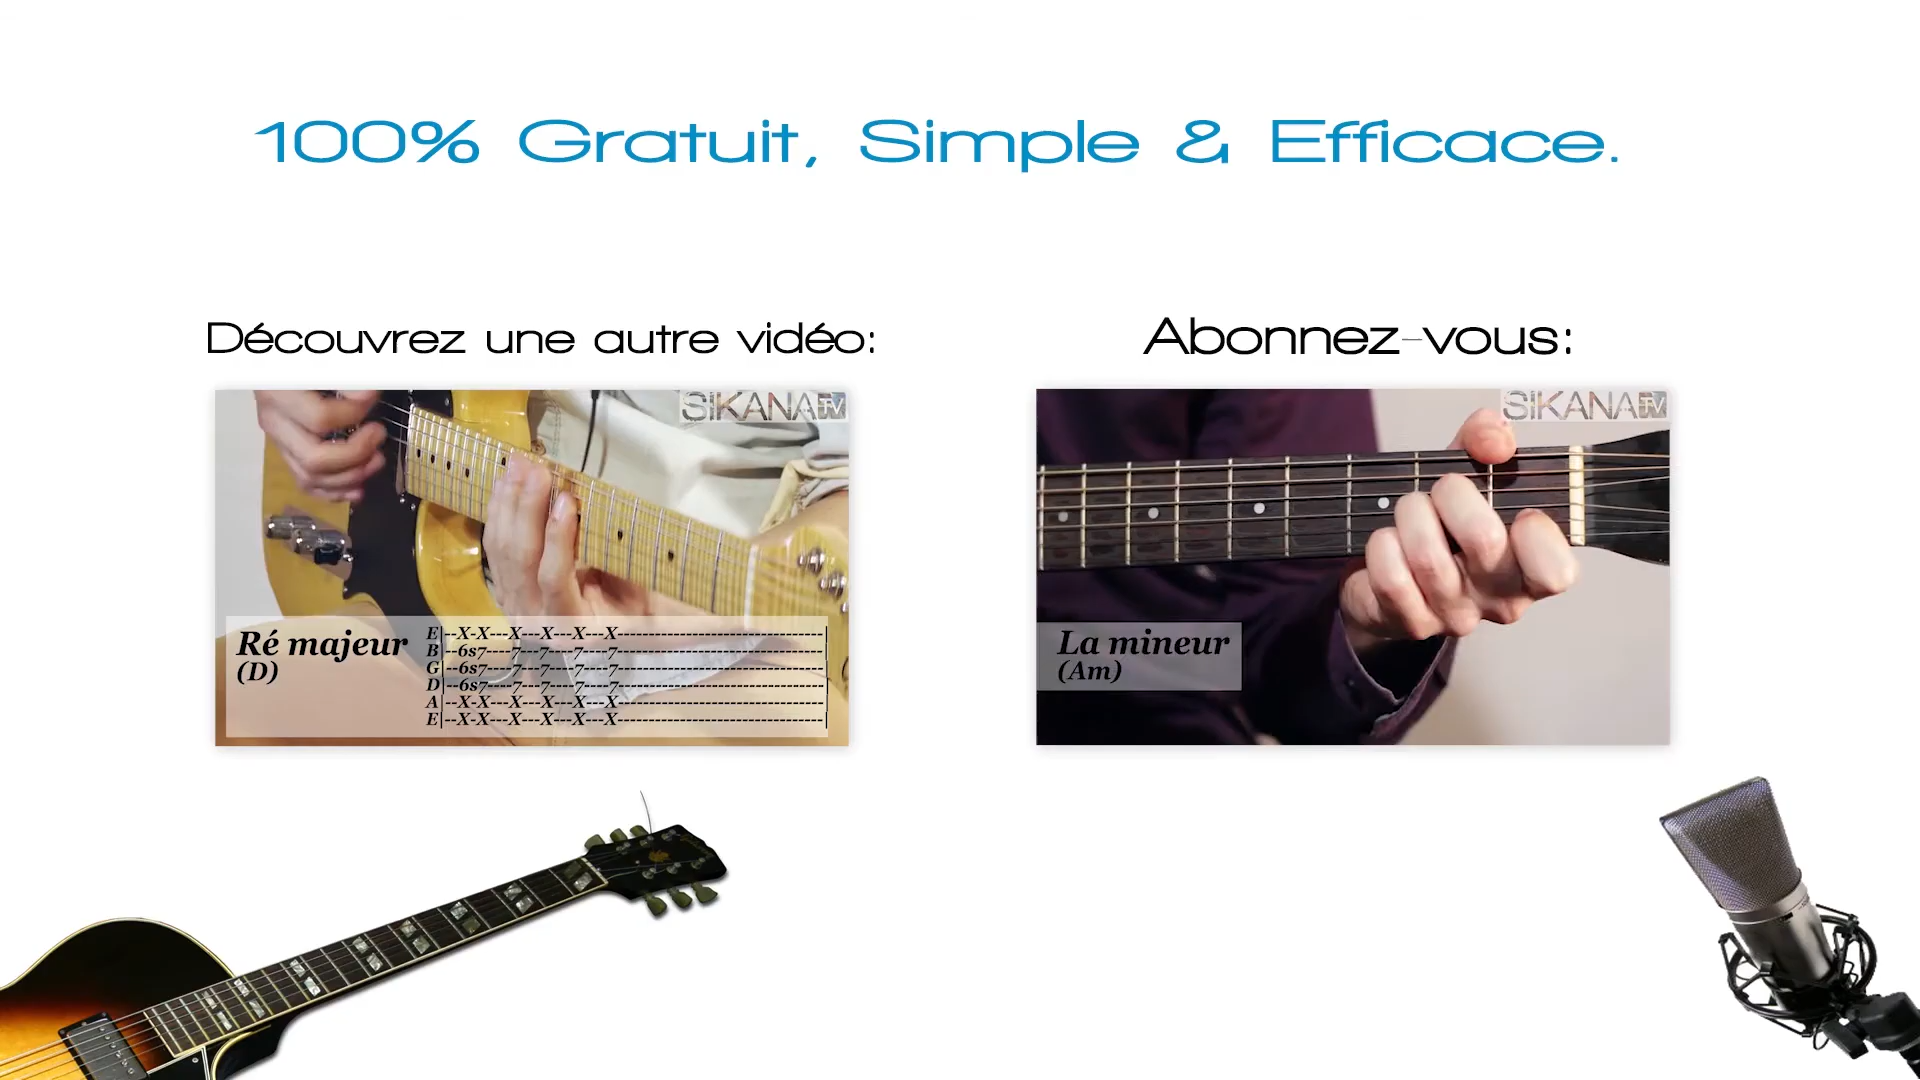 100% Gratuit, Simple & Efficace.
Découvrez une autre vidéo:
Abonnez-vous:
SIKANA TV
Ré majeur
(D)
E|--X-X---X---X---X---X--------------------------------|
B|--6s7----7---7----7----7--------------------------------|
G|--6s7----7---7----7----7--------------------------------|
D|--6s7----7---7----7----7--------------------------------|
A|--X-X---X---X---X---X--------------------------------|
E|--X-X---X---X---X---X--------------------------------|
SIKANA TV
La mineur
(Am)